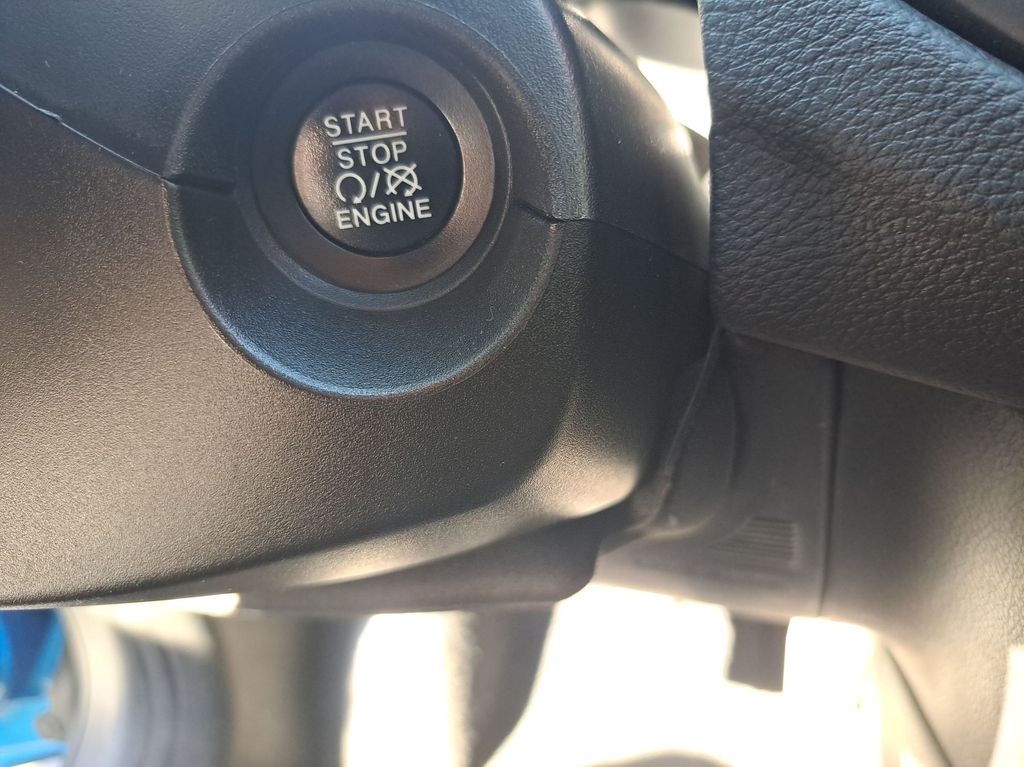 START
STOP
/
ENGINE